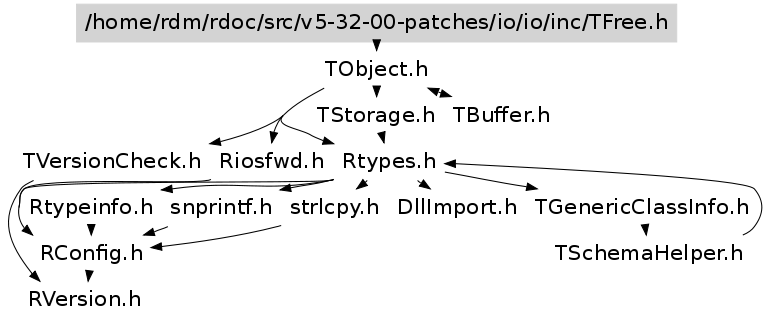 /home/rdm/rdoc/src/v5-32-00-patches/io/io/inc/TFree.h
TObject.h
TStorage.h TBuffer.h
TVersionCheck.h Riosfwd.h Rtypes.h
Rtypeinfo.h snprintf.h strlcpy.h DllImport.h TGenericClassInfo.h
RConfig.h TSchemaHelper.h
RVersion.h